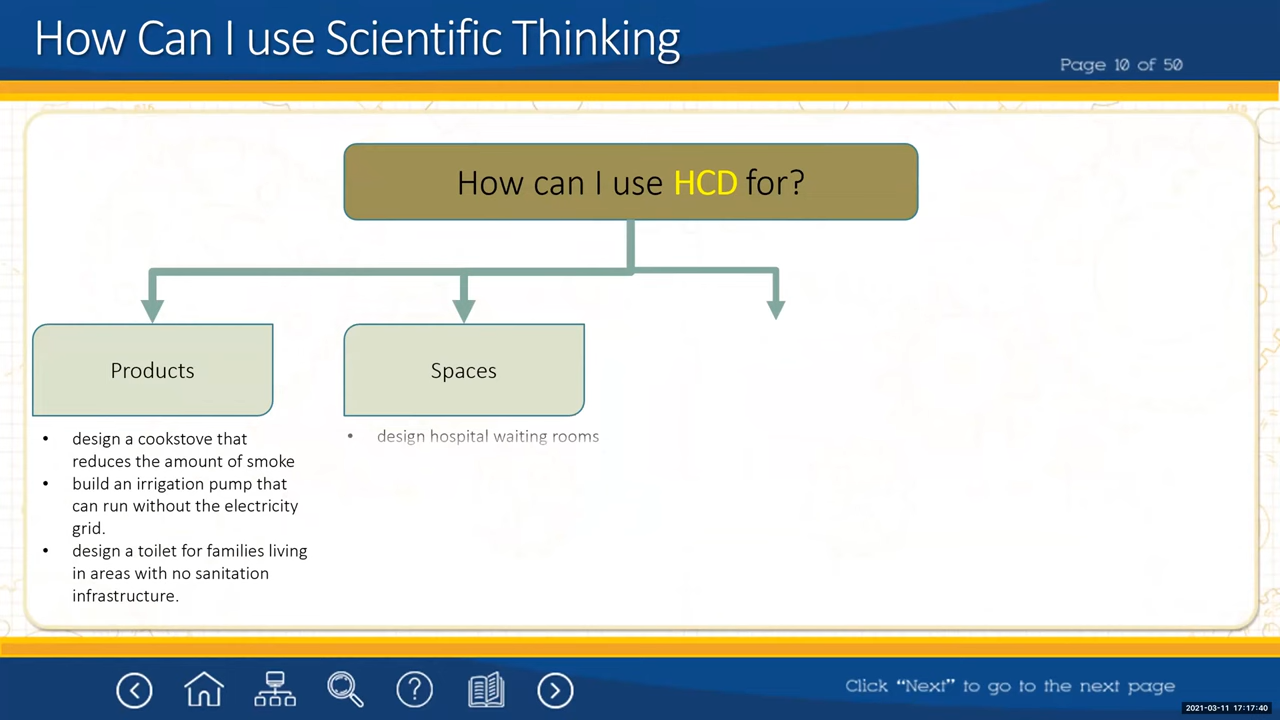 How Can I use Scientific Thinking
Page 10 of 50
How can I use HCD for?
Products
Spaces
• design a cookstove that
reduces the amount of smoke
• build an irrigation pump that
can run without the electricity
grid.
• design a toilet for families living
in areas with no sanitation
infrastructure.
• design hospital waiting rooms
Click “Next” to go to the next page
2021-03-11 17:17:40